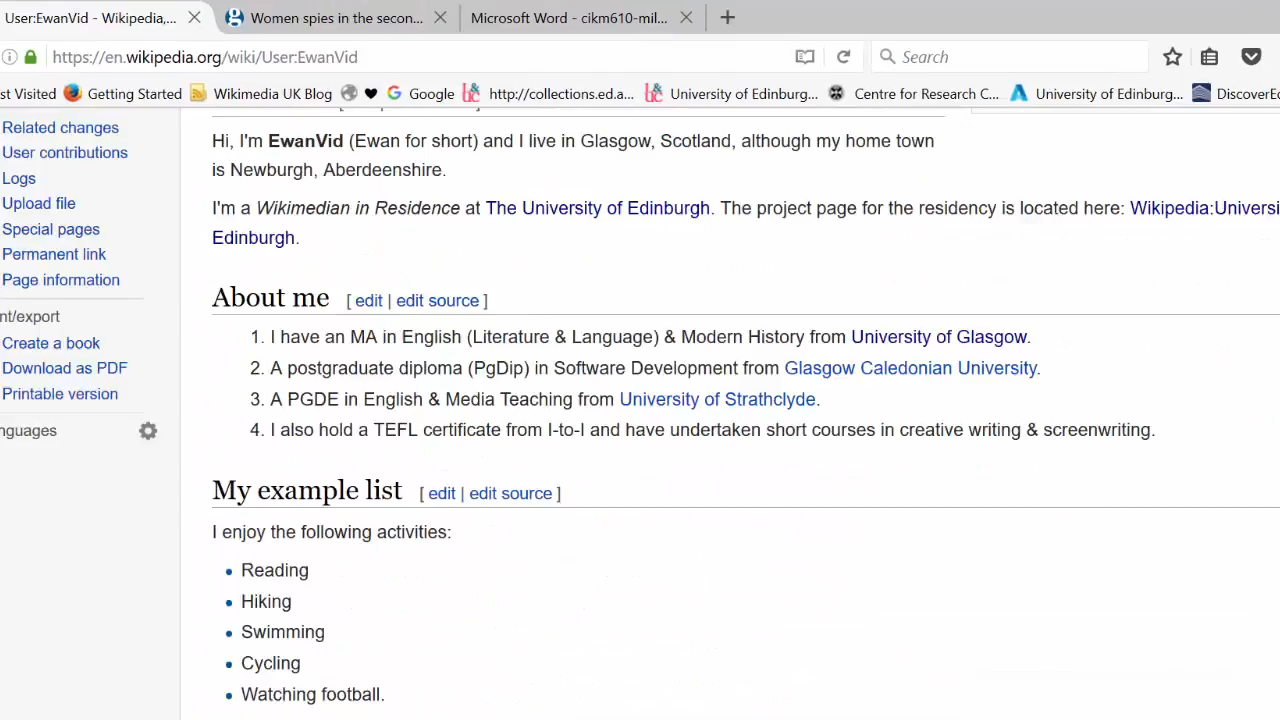 User:EwanVid - Wikipedia,... Women spies in the secon... Microsoft Word - cikm610-mil...
https://en.wikipedia.org/wiki/User:EwanVid Search
st Visited Getting Started Wikimedia UK Blog Google http://collections.ed.a... University of Edinburg... Centre for Research C... University of Edinburg... DiscoverEd
Related changes
User contributions
Logs
Upload file
Special pages
Permanent link
Page information
nt/export
Create a book
Download as PDF
Printable version
nguages
Hi, I'm EwanVid (Ewan for short) and I live in Glasgow, Scotland, although my home town
is Newburgh, Aberdeenshire.
I'm a Wikimedian in Residence at The University of Edinburgh. The project page for the residency is located here: Wikipedia:Universi
Edinburgh.
About me [ edit | edit source ]
1. I have an MA in English (Literature & Language) & Modern History from University of Glasgow.
2. A postgraduate diploma (PgDip) in Software Development from Glasgow Caledonian University.
3. A PGDE in English & Media Teaching from University of Strathclyde.
4. I also hold a TEFL certificate from I-to-I and have undertaken short courses in creative writing & screenwriting.
My example list [ edit | edit source ]
I enjoy the following activities:
• Reading
• Hiking
• Swimming
• Cycling
• Watching football.